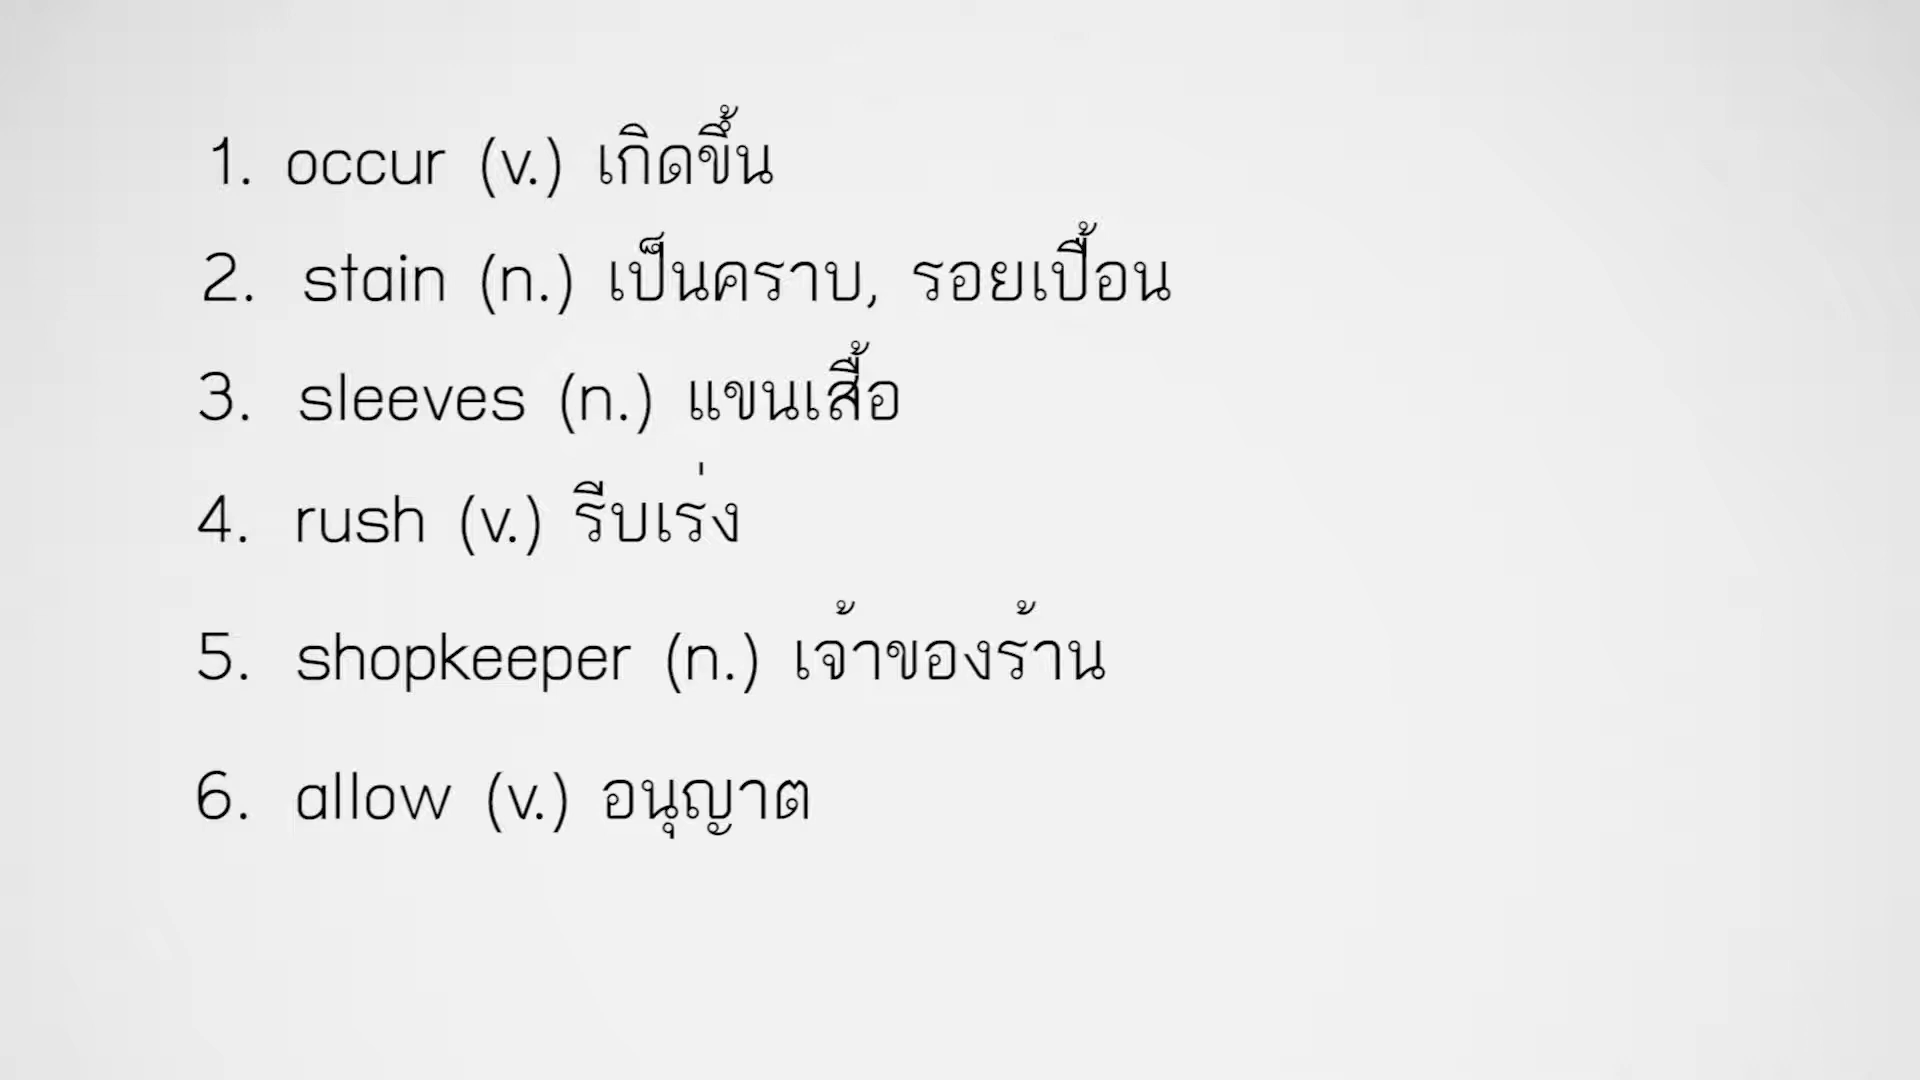 1. occur (v.) เกิดขึ้น
2. stain (n.) เป็นคราบ, รอยเปื้อน
3. sleeves (n.) แขนเสื้อ
4. rush (v.) รีบเร่ง
5. shopkeeper (n.) เจ้าของร้าน
6. allow (v.) อนุญาต